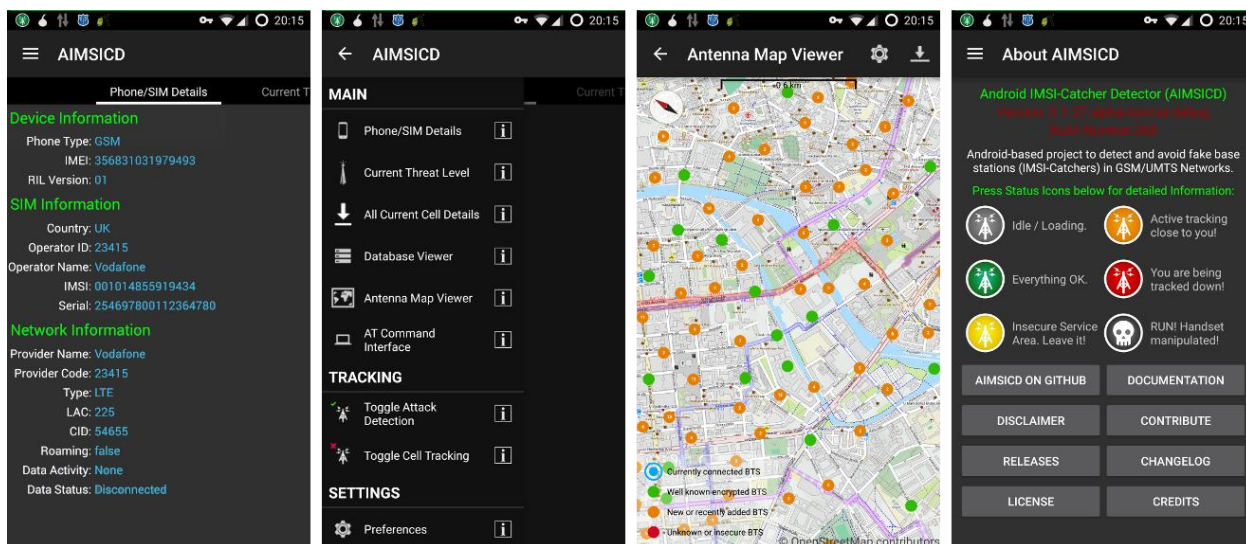 20:15
AIMSICD
Phone/SIM Details
Current T
Device Information
Phone Type: GSM
IMEI: 356831031979493
RIL Version: 01
SIM Information
Country: UK
Operator ID: 23415
Operator Name: Vodafone
IMSI: 001014855919434
Serial: 254697800112364780
Network Information
Provider Name: Vodafone
Provider Code: 23415
Type: LTE
LAC: 225
CID: 54655
Roaming: false
Data Activity: None
Data Status: Disconnected
20:15
AIMSICD
Current T
MAIN
Phone/SIM Details
Current Threat Level
All Current Cell Details
Database Viewer
Antenna Map Viewer
AT Command
Interface
TRACKING
Toggle Attack
Detection
Toggle Cell Tracking
SETTINGS
Preferences
20:15
Antenna Map Viewer
0.6 km
Currently connected BTS
Well known encrypted BTS
New or recently added BTS
Unknown or insecure BTS
© OpenStreetMap contributors
20:15
About AIMSICD
Android IMSI-Catcher Detector (AIMSICD)
Android-based project to detect and avoid fake base
stations (IMSI-Catchers) in GSM/UMTS Networks.
Press Status Icons below for detailed Information:
Idle / Loading.
Active tracking
close to you!
Everything OK.
You are being
tracked down!
Insecure Service
Area. Leave it!
RUN! Handset
manipulated!
AIMSICD ON GITHUB
DOCUMENTATION
DISCLAIMER
CONTRIBUTE
RELEASES
CHANGELOG
LICENSE
CREDITS